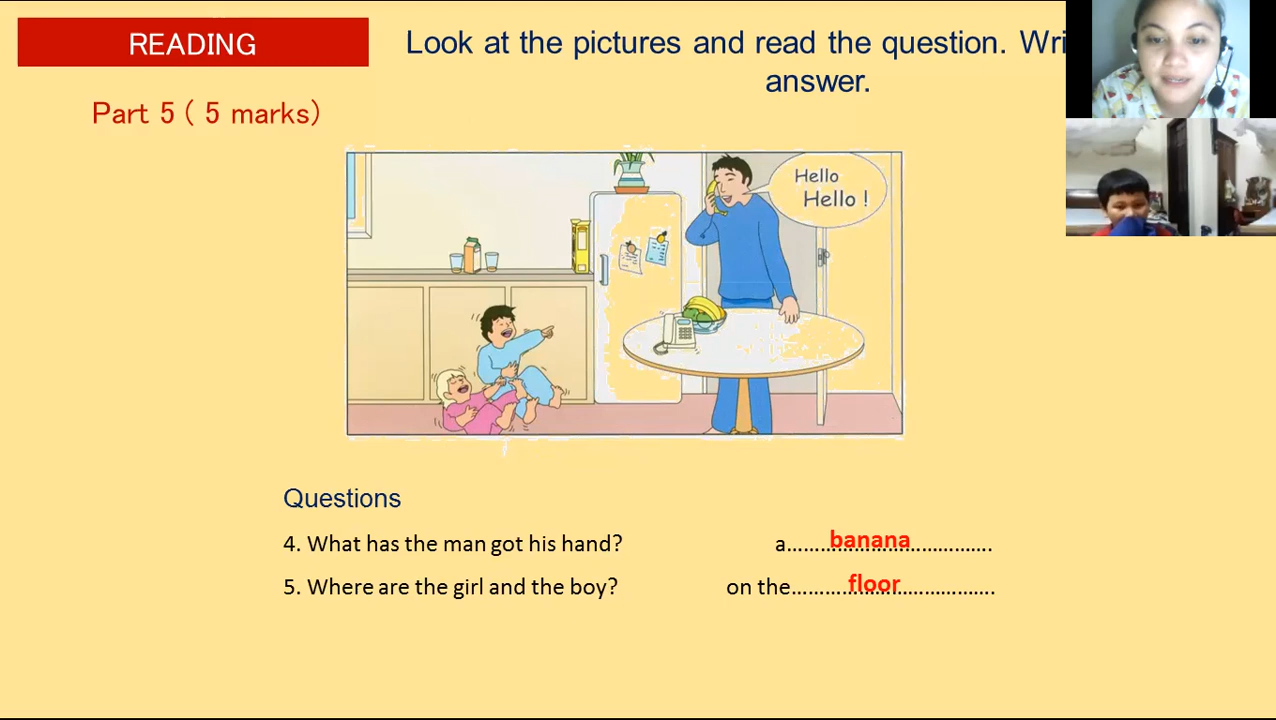 READING
Look at the pictures and read the question. Wri
answer.
Part 5 ( 5 marks)
Hello
Hello !
Questions
4. What has the man got his hand? a.......banana.......
5. Where are the girl and the boy? on the.......floor.......